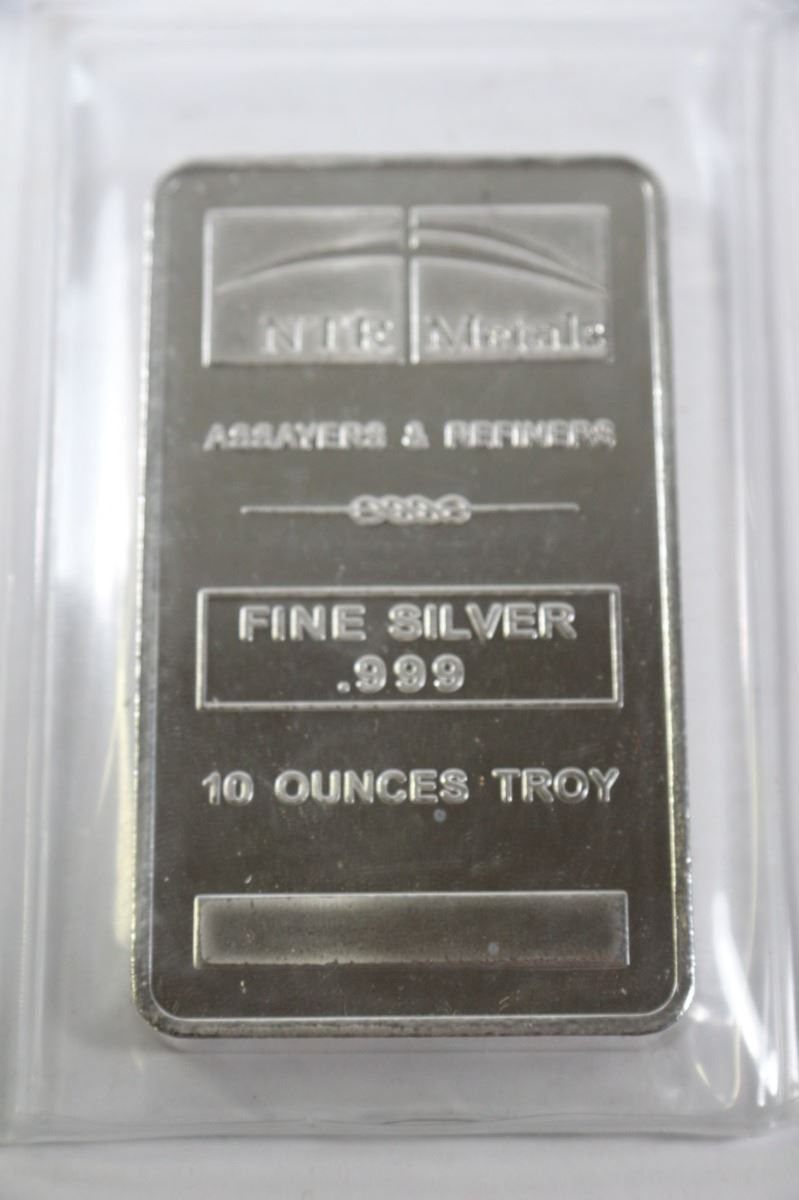 NTR Metals
ASSAYERS & REFINERS
FINE SILVER
.999
10 OUNCES TROY